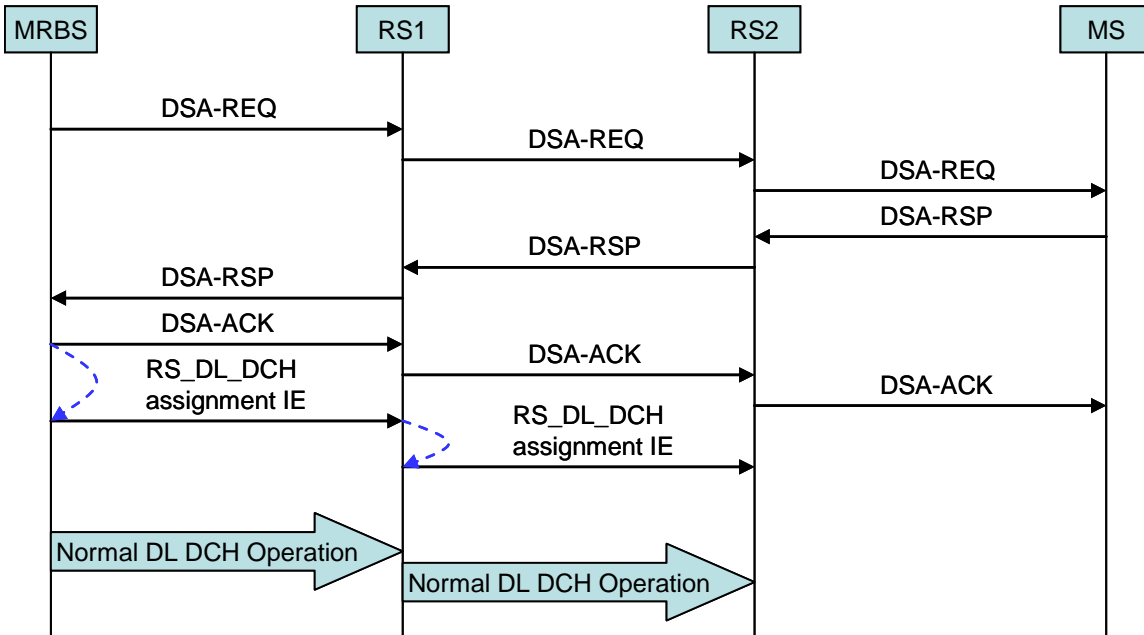 MRBS
RS1
RS2
MS
DSA-REQ
DSA-REQ
DSA-REQ
DSA-RSP
DSA-RSP
DSA-RSP
DSA-ACK
DSA-ACK
RS_DL_DCH
assignment IE
DSA-ACK
RS_DL_DCH
assignment IE
Normal DL DCH Operation
Normal DL DCH Operation